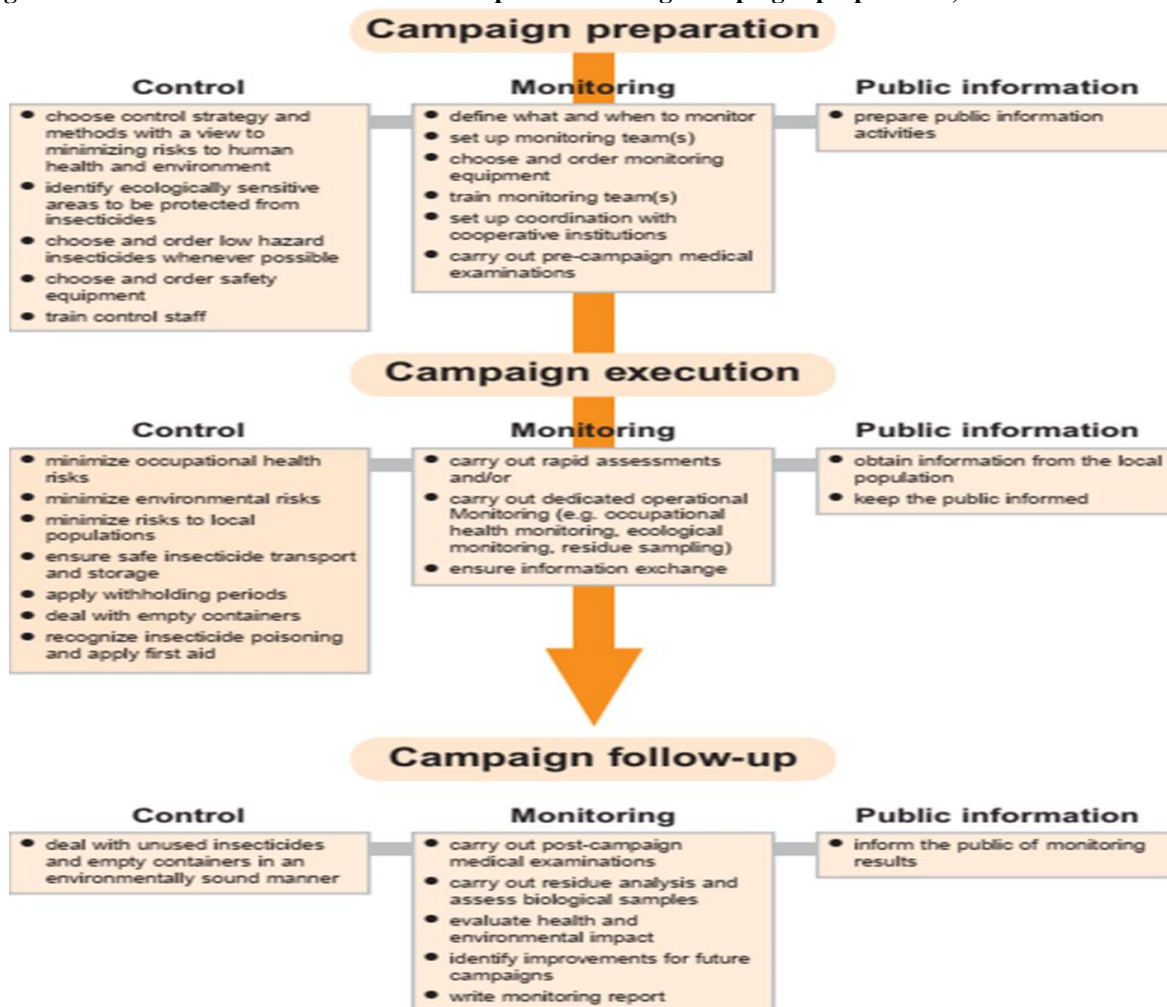 Campaign preparation
Control
● choose control strategy and
methods with a view to
minimizing risks to human
health and environment
● identify ecologically sensitive
areas to be protected from
insecticides
● choose and order low hazard
insecticides whenever possible
● choose and order safety
equipment
● train control staff
Monitoring
● define what and when to monitor
● set up monitoring team(s)
● choose and order monitoring
equipment
● train monitoring team(s)
● set up coordination with
cooperative institutions
● carry out pre-campaign medical
examinations
Public information
● prepare public information
activities
Campaign execution
Control
● minimize occupational health
risks
● minimize environmental risks
● minimize risks to local
populations
● ensure safe insecticide transport
and storage
● apply withholding periods
● deal with empty containers
● recognize insecticide poisoning
and apply first aid
Monitoring
● carry out rapid assessments
and/or
● carry out dedicated operational
Monitoring (e.g. occupational
health monitoring, ecological
monitoring, residue sampling)
● ensure information exchange
Public information
● obtain information from the local
population
● keep the public informed
Campaign follow-up
Control
● deal with unused insecticides
and empty containers in an
environmentally sound manner
Monitoring
● carry out post-campaign
medical examinations
● carry out residue analysis and
assess biological samples
● evaluate health and
environmental impact
● identify improvements for future
campaigns
● write monitoring report
Public information
● inform the public of monitoring
results